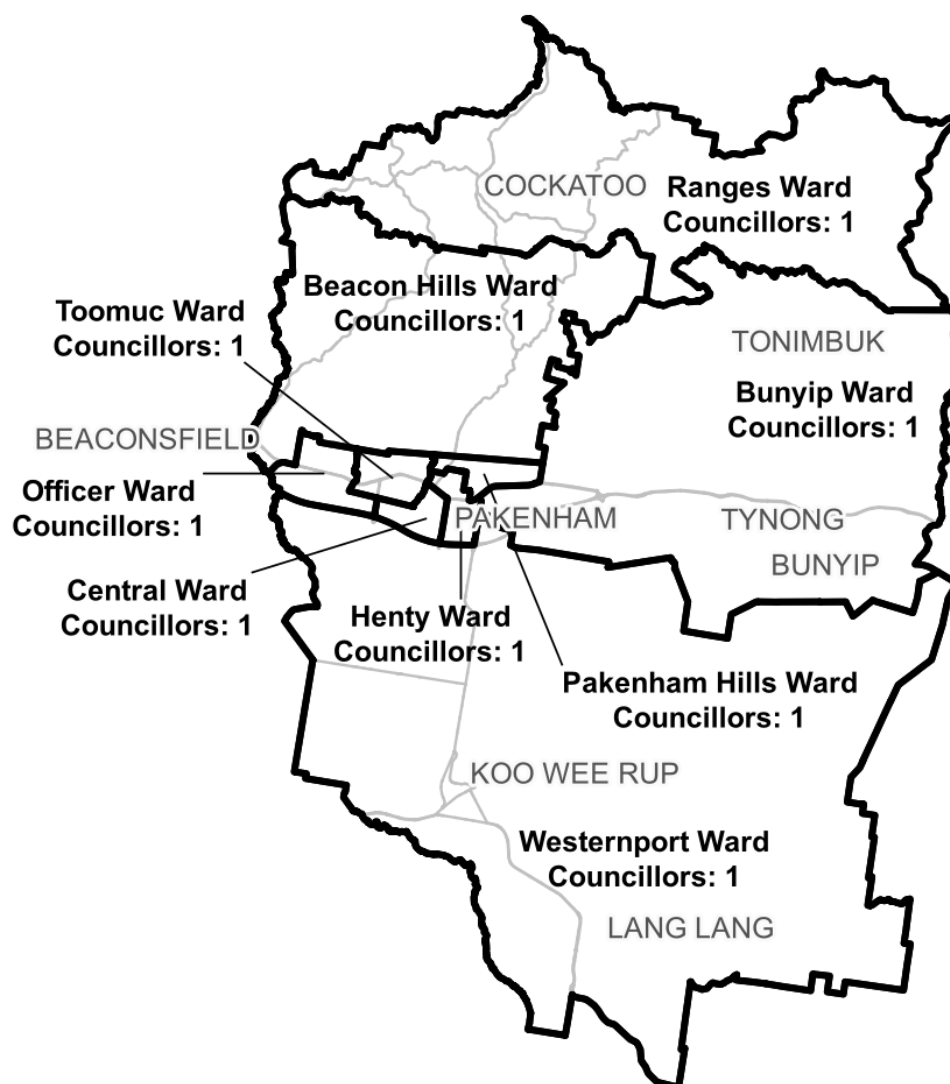 COCKATOO
Ranges Ward
Councillors: 1
Beacon Hills Ward
Councillors: 1
Toomuc Ward
Councillors: 1
TONIMBUK
Bunyip Ward
Councillors: 1
BEACONSFIELD
Officer Ward
Councillors: 1
PAKENHAM
TYNONG
BUNYIP
Central Ward
Councillors: 1
Henty Ward
Councillors: 1
Pakenham Hills Ward
Councillors: 1
KOO WEE RUP
Westernport Ward
Councillors: 1
LANG LANG